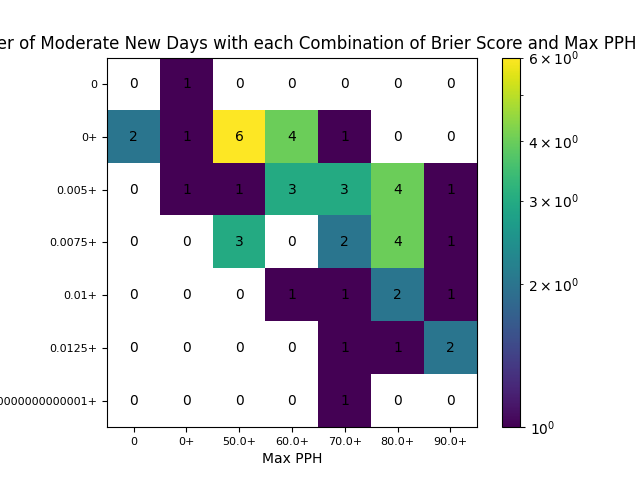 er of Moderate New Days with each Combination of Brier Score and Max PPH
0 0 1 0 0 0 0 0
0+ 2 1 6 4 1 0 0
0.005+ 0 1 1 3 3 4 1
0.0075+ 0 0 3 0 2 4 1
0.01+ 0 0 0 1 1 2 1
0.0125+ 0 0 0 0 1 1 2
0000000000001+ 0 0 0 0 1 0 0
0 0+ 50.0+ 60.0+ 70.0+ 80.0+ 90.0+
Max PPH
6 × 10⁰
4 × 10⁰
3 × 10⁰
2 × 10⁰
10⁰